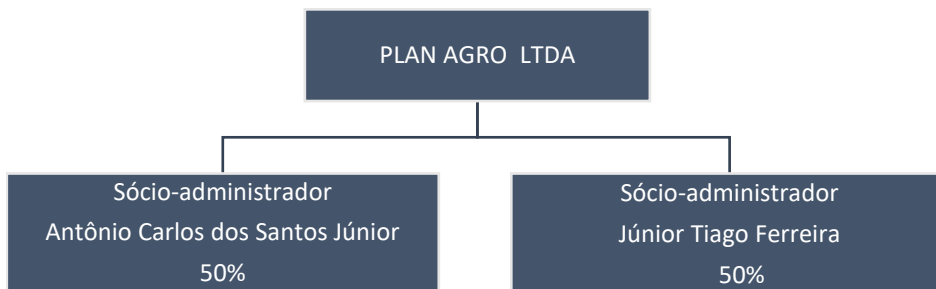 PLAN AGRO LTDA
Sócio-administrador
Antônio Carlos dos Santos Júnior
50%
Sócio-administrador
Júnior Tiago Ferreira
50%